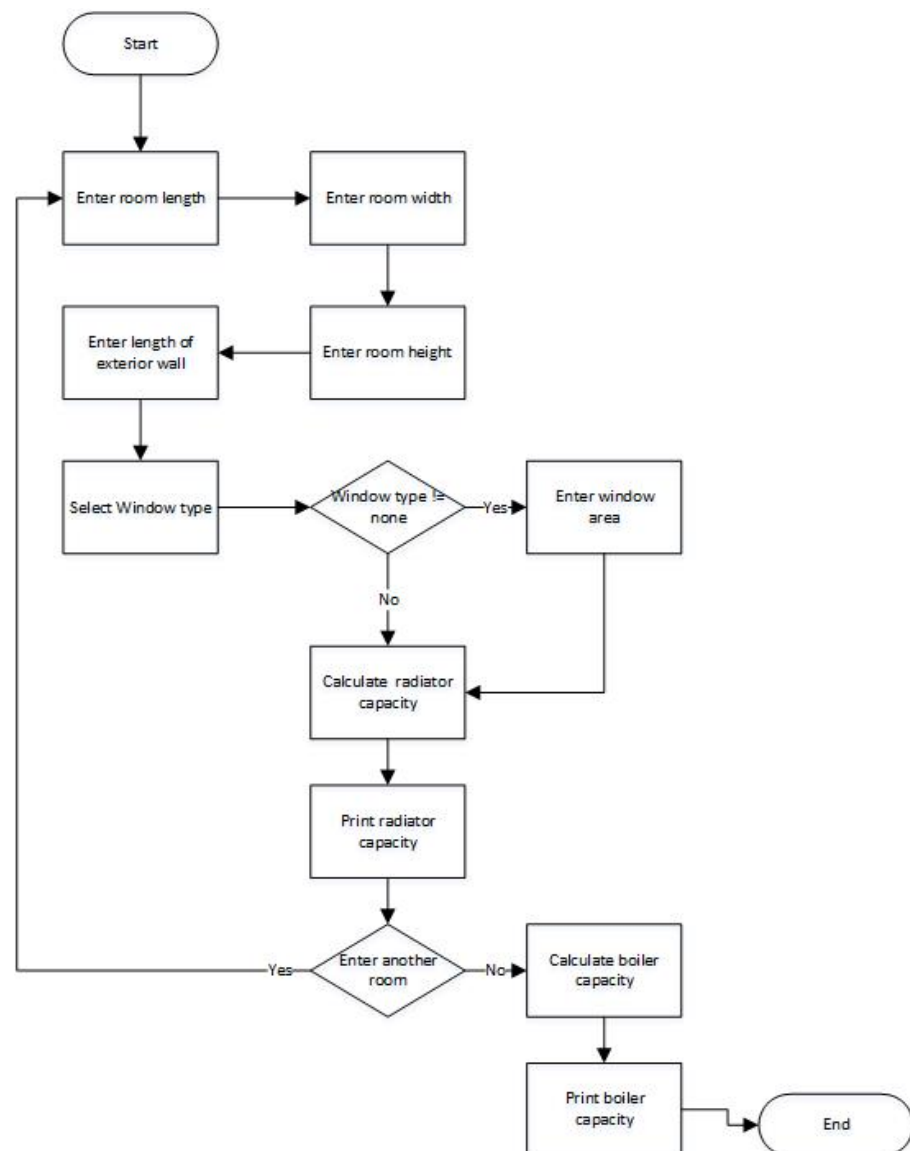 Start
Enter room length
Enter room width
Enter length of
exterior wall
Enter room height
Select Window type
Window type !=
none
Yes
Enter window
area
No
Calculate radiator
capacity
Print radiator
capacity
Yes
Enter another
room
No
Calculate boiler
capacity
Print boiler
capacity
End